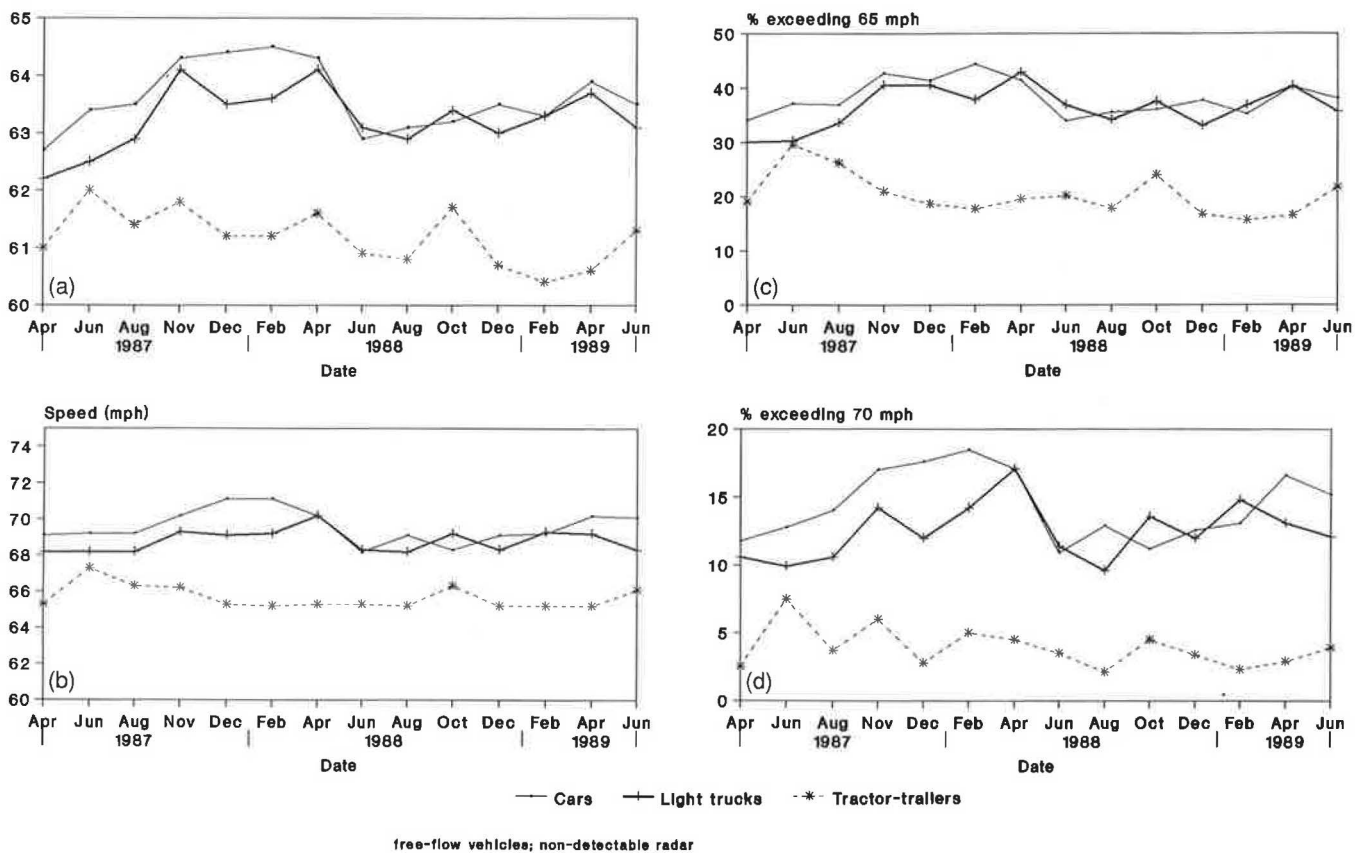 65
64
63
62
61
60
(a)
Apr Jun Aug Nov Dec Feb Apr Jun Aug Oct Dec Feb Apr Jun
1987 1988 1989
Date
% exceeding 65 mph
50
40
30
20
10
0
(c)
Apr Jun Aug Nov Dec Feb Apr Jun Aug Oct Dec Feb Apr Jun
1987 1988 1989
Date
Speed (mph)
74
72
70
68
66
64
62
60
(b)
Apr Jun Aug Nov Dec Feb Apr Jun Aug Oct Dec Feb Apr Jun
1987 1988 1989
Date
% exceeding 70 mph
20
15
10
5
0
(d)
Apr Jun Aug Nov Dec Feb Apr Jun Aug Oct Dec Feb Apr Jun
1987 1988 1989
Date
Cars Light trucks Tractor-trailers
free-flow vehicles; non-detectable radar